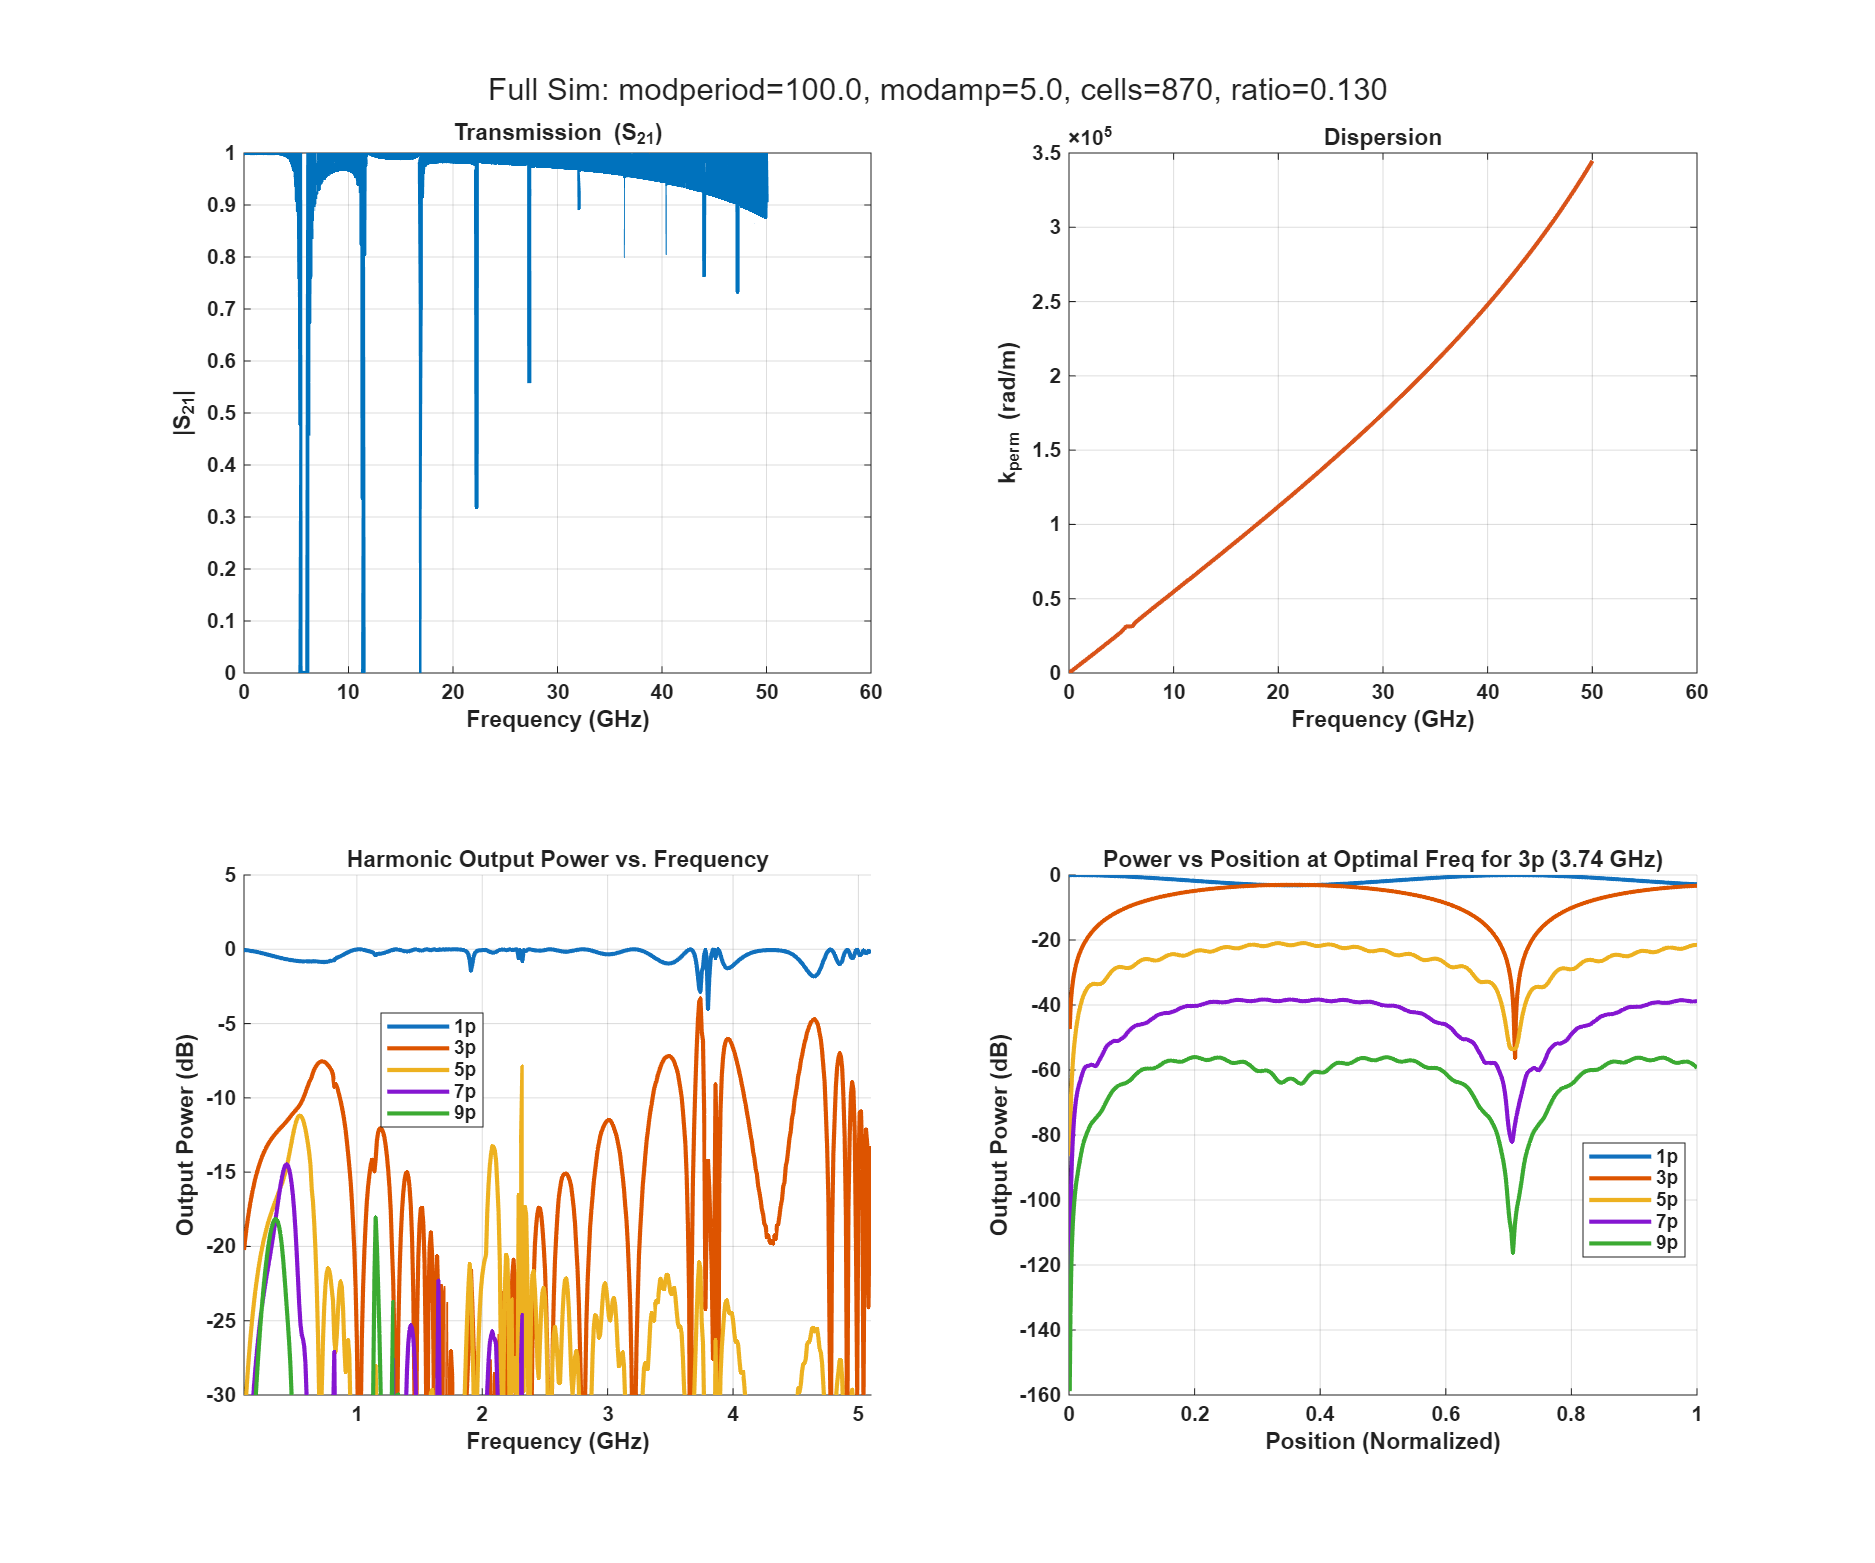 Full Sim: modperiod=100.0, modamp=5.0, cells=870, ratio=0.130
Transmission (S21)
|S21|
1
0.9
0.8
0.7
0.6
0.5
0.4
0.3
0.2
0.1
0
0 10 20 30 40 50 60
Frequency (GHz)
Dispersion
×10^5
kperm (rad/m)
3.5
3
2.5
2
1.5
1
0.5
0
0 10 20 30 40 50 60
Frequency (GHz)
Harmonic Output Power vs. Frequency
Output Power (dB)
5
0
-5
-10
-15
-20
-25
-30
1p
3p
5p
7p
9p
1 2 3 4 5
Frequency (GHz)
Power vs Position at Optimal Freq for 3p (3.74 GHz)
Output Power (dB)
0
-20
-40
-60
-80
-100
-120
-140
-160
1p
3p
5p
7p
9p
0 0.2 0.4 0.6 0.8 1
Position (Normalized)